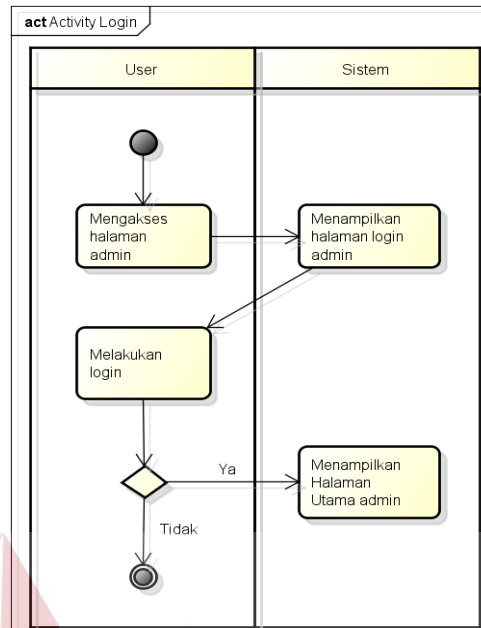 act Activity Login
User
Sistem
Mengakses
halaman
admin
Menampilkan
halaman login
admin
Melakukan
login
Ya
Menampilkan
Halaman
Utama admin
Tidak